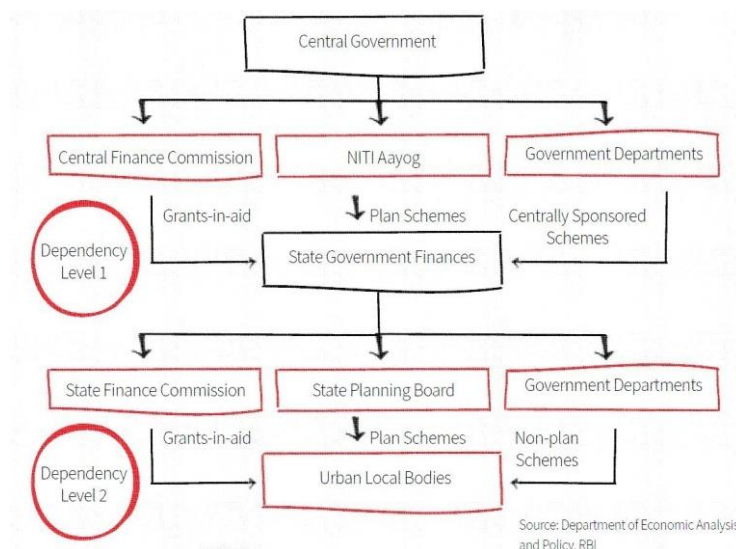 Central Government
Central Finance Commission
NITI Aayog
Government Departments
Grants-in-aid
Plan Schemes
Centrally Sponsored
Schemes
Dependency
Level 1
State Government Finances
State Finance Commission
State Planning Board
Government Departments
Grants-in-aid
Plan Schemes
Non-plan
Schemes
Dependency
Level 2
Urban Local Bodies
Source: Department of Economic Analysis
and Policy, RBI